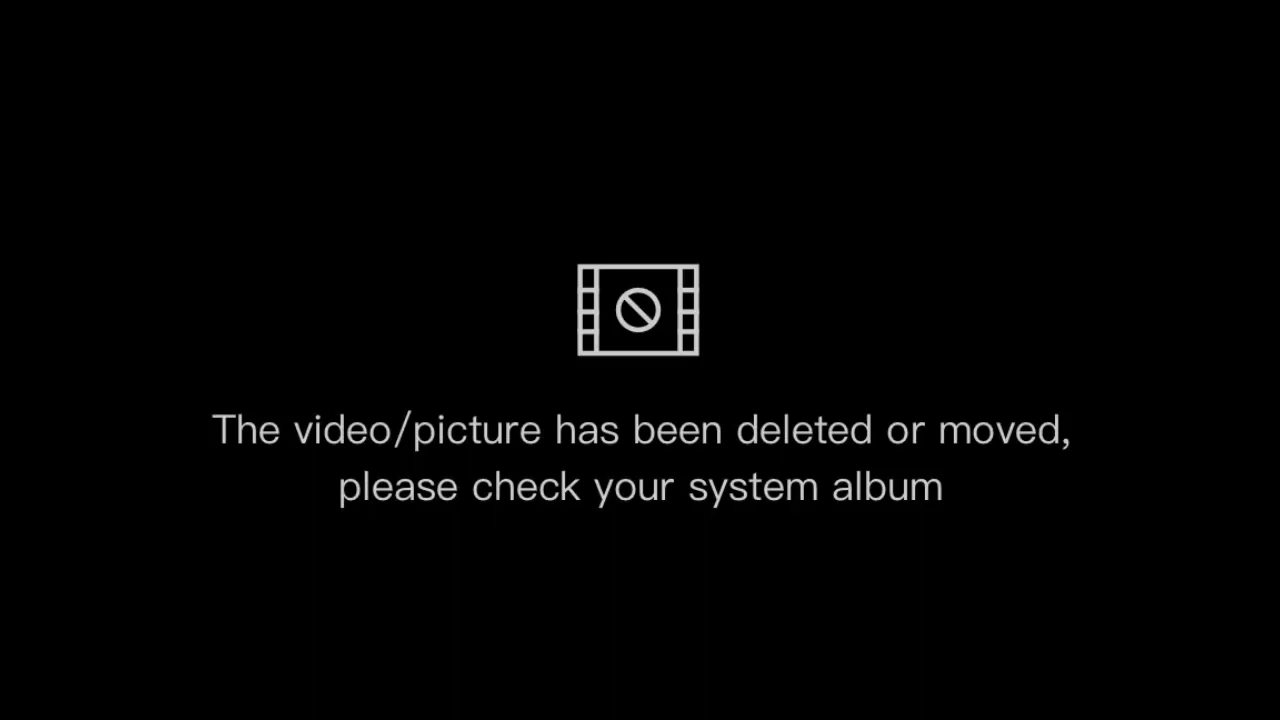 The video/picture has been deleted or moved,
please check your system album